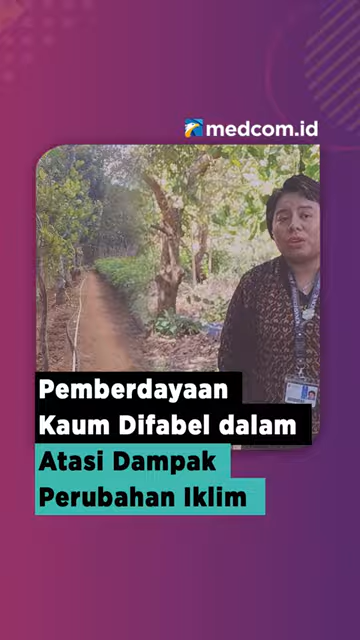 medcom.id
Pemberdayaan
Kaum Difabel dalam
Atasi Dampak
Perubahan Iklim